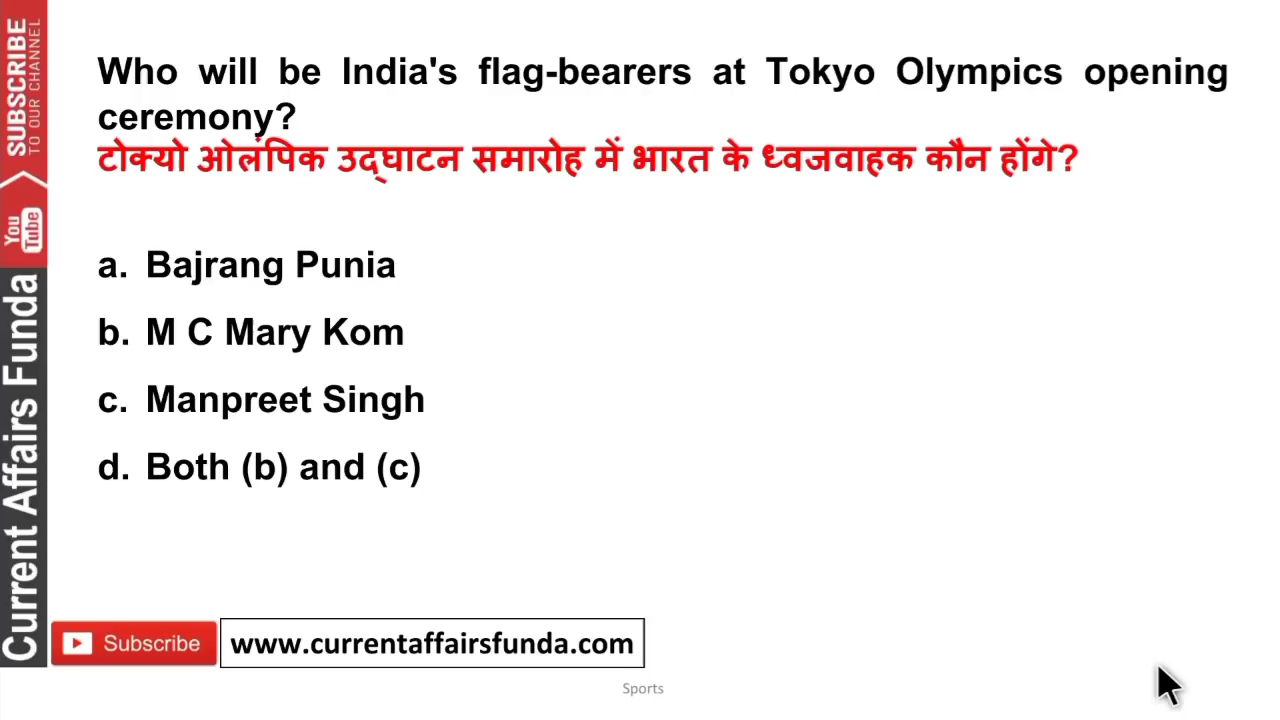 Who will be India's flag-bearers at Tokyo Olympics opening
ceremony?
टोक्यो ओलंपिक उद्घाटन समारोह में भारत के ध्वजवाहक कौन होंगे?
a. Bajrang Punia
b. M C Mary Kom
c. Manpreet Singh
d. Both (b) and (c)
SUBSCRIBE
TO OUR CHANNEL
You
Tube
Current Affairs Funda
Subscribe
www.currentaffairsfunda.com
Sports